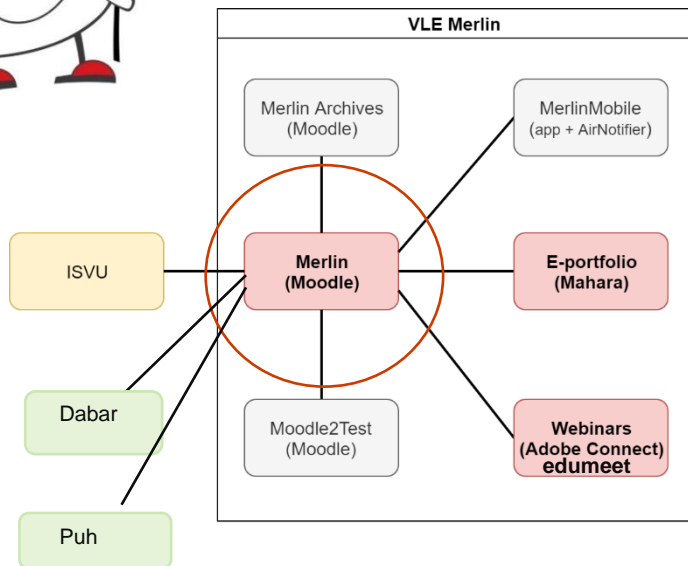 VLE Merlin
Merlin Archives
(Moodle)
MerlinMobile
(app + AirNotifier)
ISVU
Merlin
(Moodle)
E-portfolio
(Mahara)
Dabar
Moodle2Test
(Moodle)
Webinars
(Adobe Connect)
edumeet
Puh